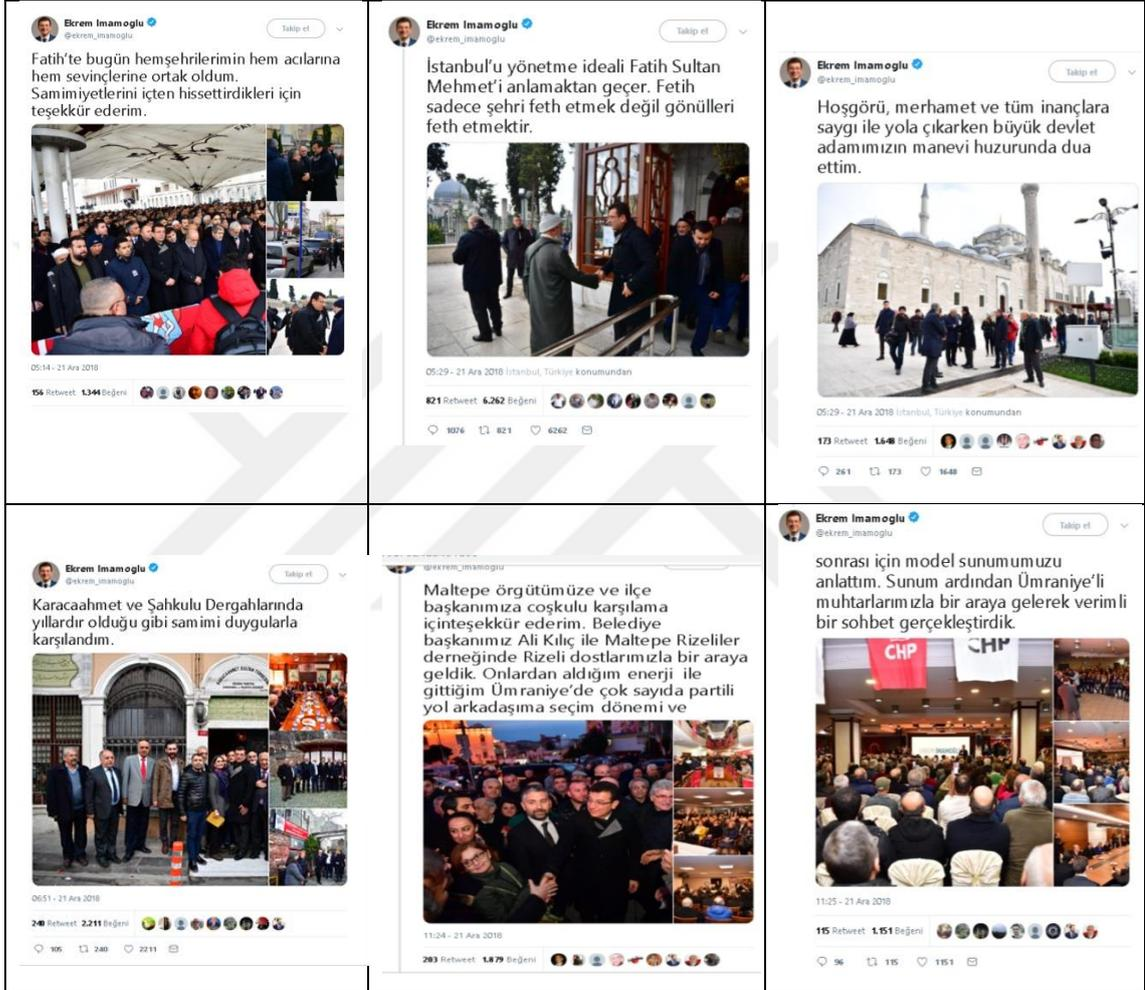 Ekrem Imamoglu
@ekrem_imamoglu
Takip et
Fatih'te bugün hemşehrilerimin hem acılarına
hem sevinçlerine ortak oldum.
Samimiyetlerini içten hissettirdikleri için
teşekkür ederim.
05:14 - 21 Ara 2018
156 Retweet 1.344 Beğeni
Ekrem Imamoglu
@ekrem_imamoglu
Takip et
İstanbul'u yönetme ideali Fatih Sultan
Mehmet'i anlamaktan geçer. Fetih
sadece şehri feth etmek değil gönülleri
feth etmektir.
05:29 - 21 Ara 2018 İstanbul, Türkiye konumundan
821 Retweet 6.262 Beğeni
1076 821 6262
Ekrem Imamoglu
@ekrem_imamoglu
Takip et
Hoşgörü, merhamet ve tüm inançlara
saygı ile yola çıkarken büyük devlet
adamımızın manevi huzurunda dua
ettim.
05:29 - 21 Ara 2018 İstanbul, Türkiye konumundan
173 Retweet 1.648 Beğeni
261 173 1648
Ekrem Imamoglu
@ekrem_imamoglu
Takip et
Karacaahmet ve Şahkulu Dergahlarında
yıllardır olduğu gibi samimi duygularla
karşılandım.
06:51 - 21 Ara 2018
240 Retweet 2.211 Beğeni
105 240 2211
@ekrem_imamoglu
Maltepe örgütümüze ve ilçe
başkanımıza coşkulu karşılama
içinteşekkür ederim. Belediye
başkanımız Ali Kılıç ile Maltepe Rizeliler
derneğinde Rizeli dostlarımızla bir araya
geldik. Onlardan aldığım enerji ile
gittiğim Ümraniye'de çok sayıda partili
yol arkadaşıma seçim dönemi ve
11:24 - 21 Ara 2018
203 Retweet 1.879 Beğeni
Ekrem Imamoglu
@ekrem_imamoglu
Takip et
sonrası için model sunumumuzu
anlattım. Sunum ardından Ümraniye'li
muhtarlarımızla bir araya gelerek verimli
bir sohbet gerçekleştirdik.
CHP
CHP
11:25 - 21 Ara 2018
115 Retweet 1.151 Beğeni
96 115 1151